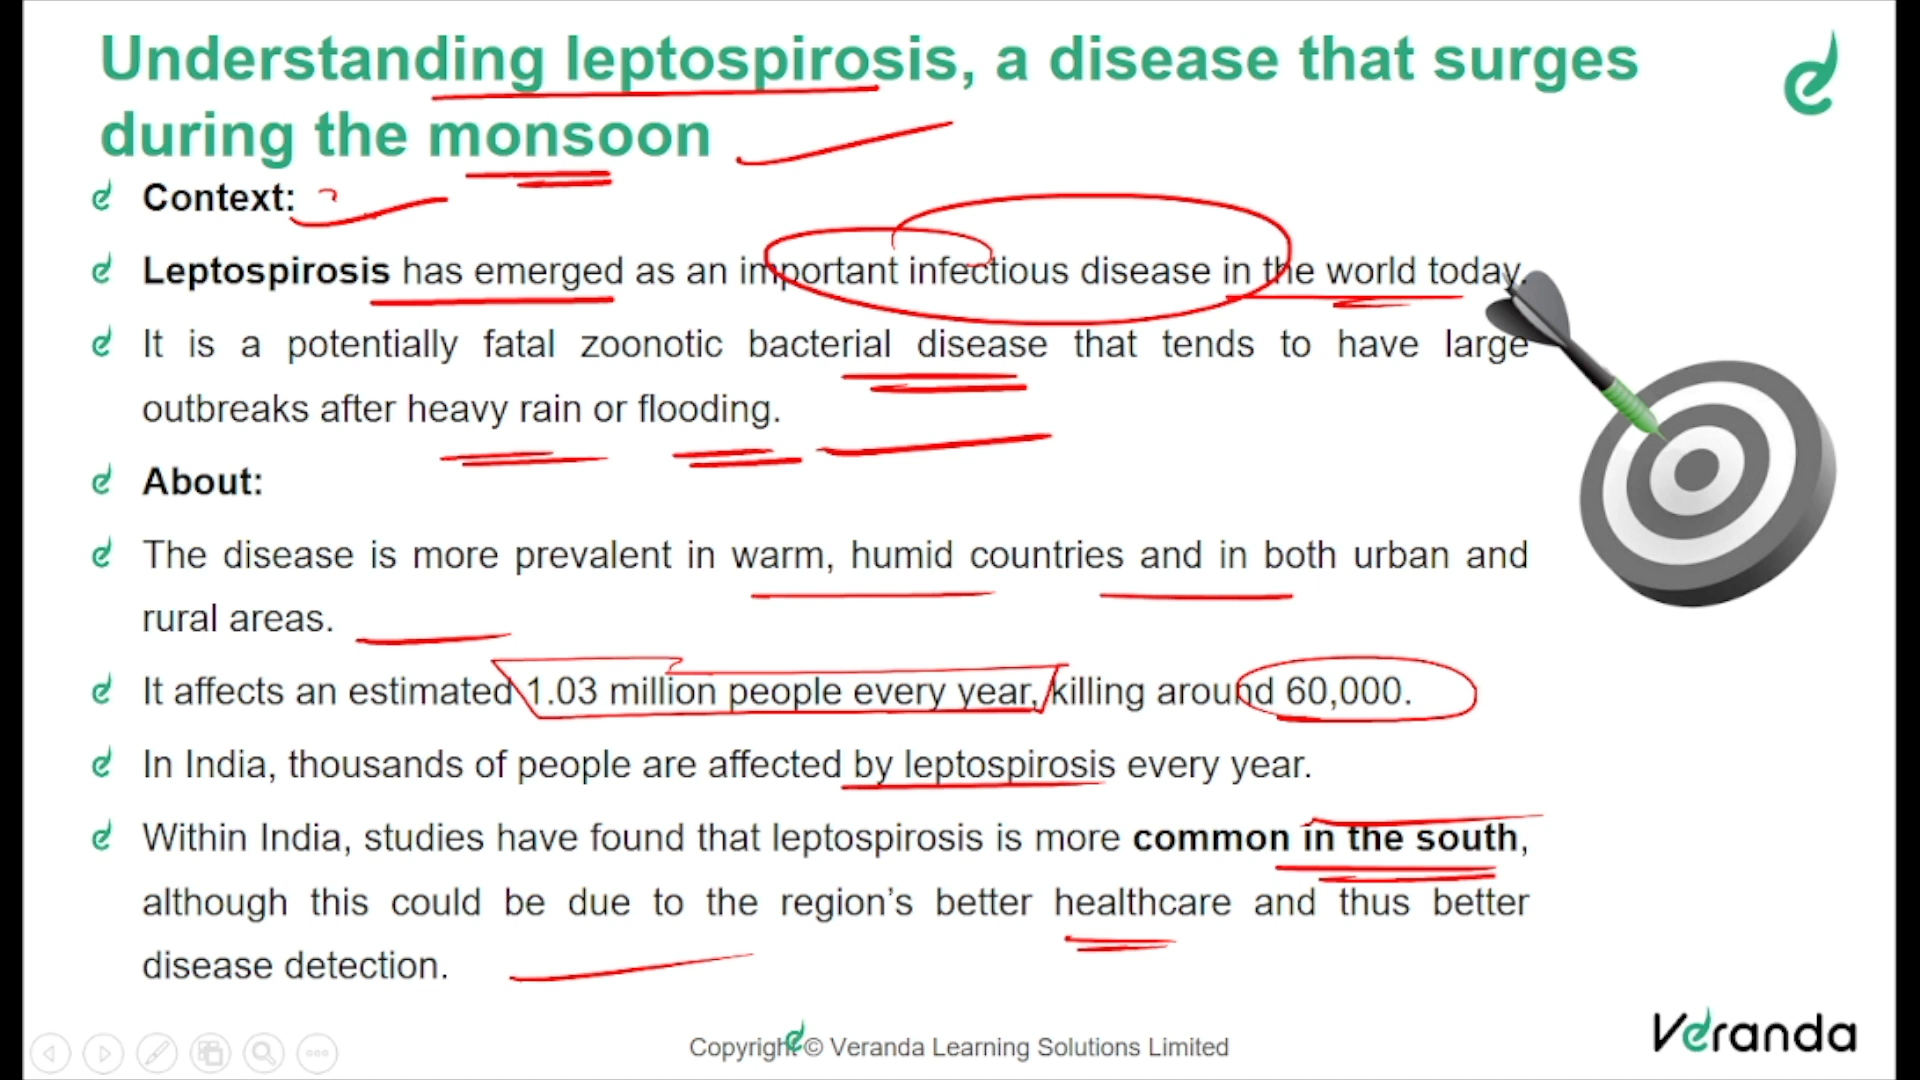 Understanding leptospirosis, a disease that surges
during the monsoon
Context:
Leptospirosis has emerged as an important infectious disease in the world today.
It is a potentially fatal zoonotic bacterial disease that tends to have large
outbreaks after heavy rain or flooding.
About:
The disease is more prevalent in warm, humid countries and in both urban and
rural areas.
It affects an estimated 1.03 million people every year, killing around 60,000.
In India, thousands of people are affected by leptospirosis every year.
Within India, studies have found that leptospirosis is more common in the south,
although this could be due to the region’s better healthcare and thus better
disease detection.
Copyright © Veranda Learning Solutions Limited
Veranda